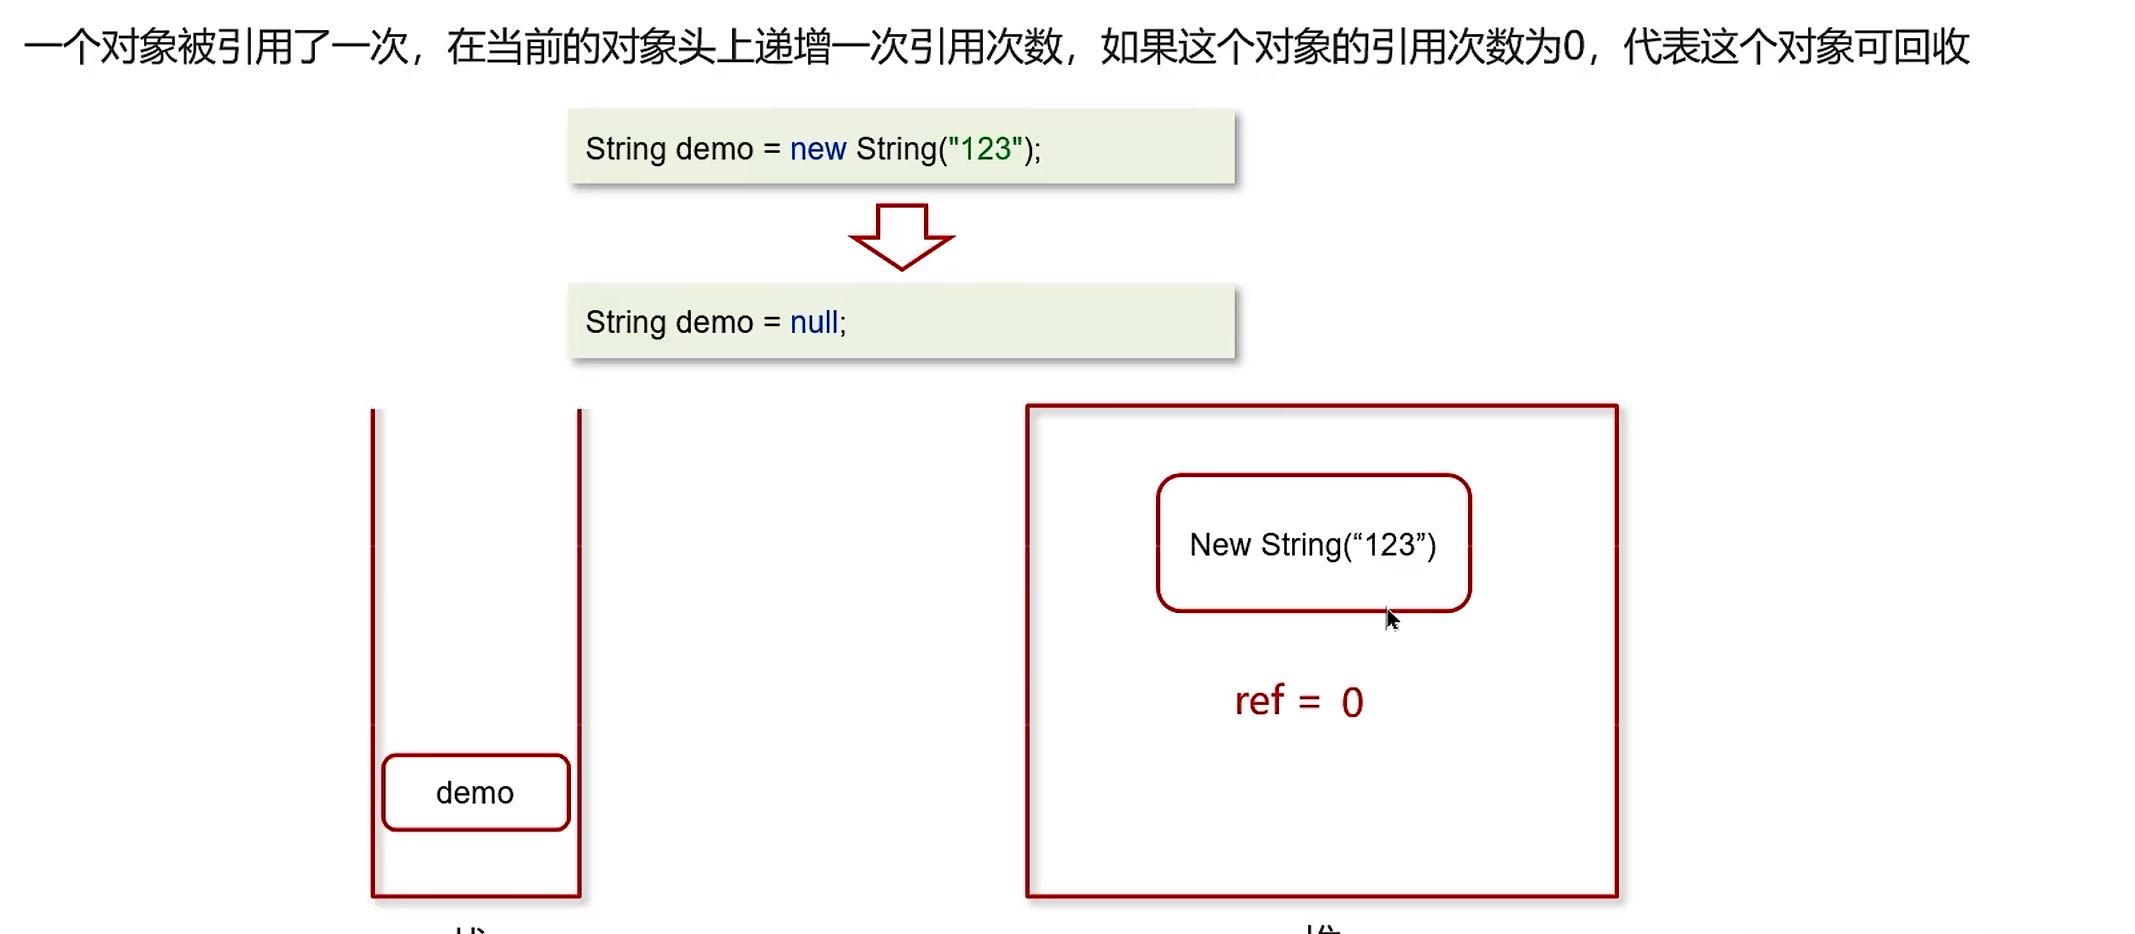 一个对象被引用了一次，在当前的对象头上递增一次引用次数，如果这个对象的引用次数为0，代表这个对象可回收
String demo = new String("123");
String demo = null;
New String(“123”)
ref = 0
demo